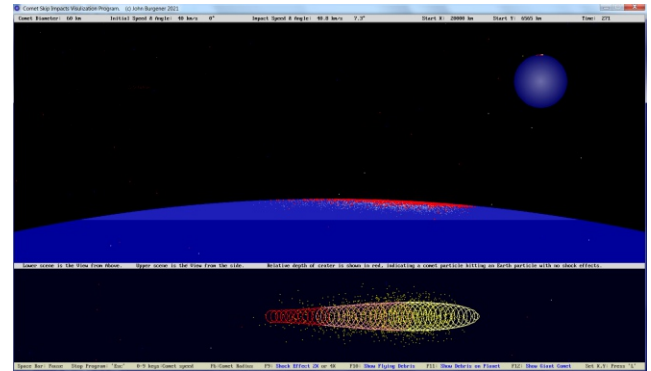 Comet Skip Impacts Visulization Program. (c) John Burgener 2021
Comet Diameter: 60 km Initial Speed & Angle: 40 km/s 0° Impact Speed & Angle: 40.8 km/s Start X: 20000 km Start Y: 6565 km Time: 271
Lower scene is the View from Above. Upper scene is the View from the side. Relative depth of crater is shown in red, indicating a comet particle hitting an Earth particle with no shock effects.
Space Bar: Pause Stop Program: "Esc" 0-9 keys:Comet speed F6:Comet Radius F9: Shock Effect 2X or 4X F10: Show Flying Debris F11: Show Debris on Planet F12: Show Giant Comet Set X,Y: Press 'L'